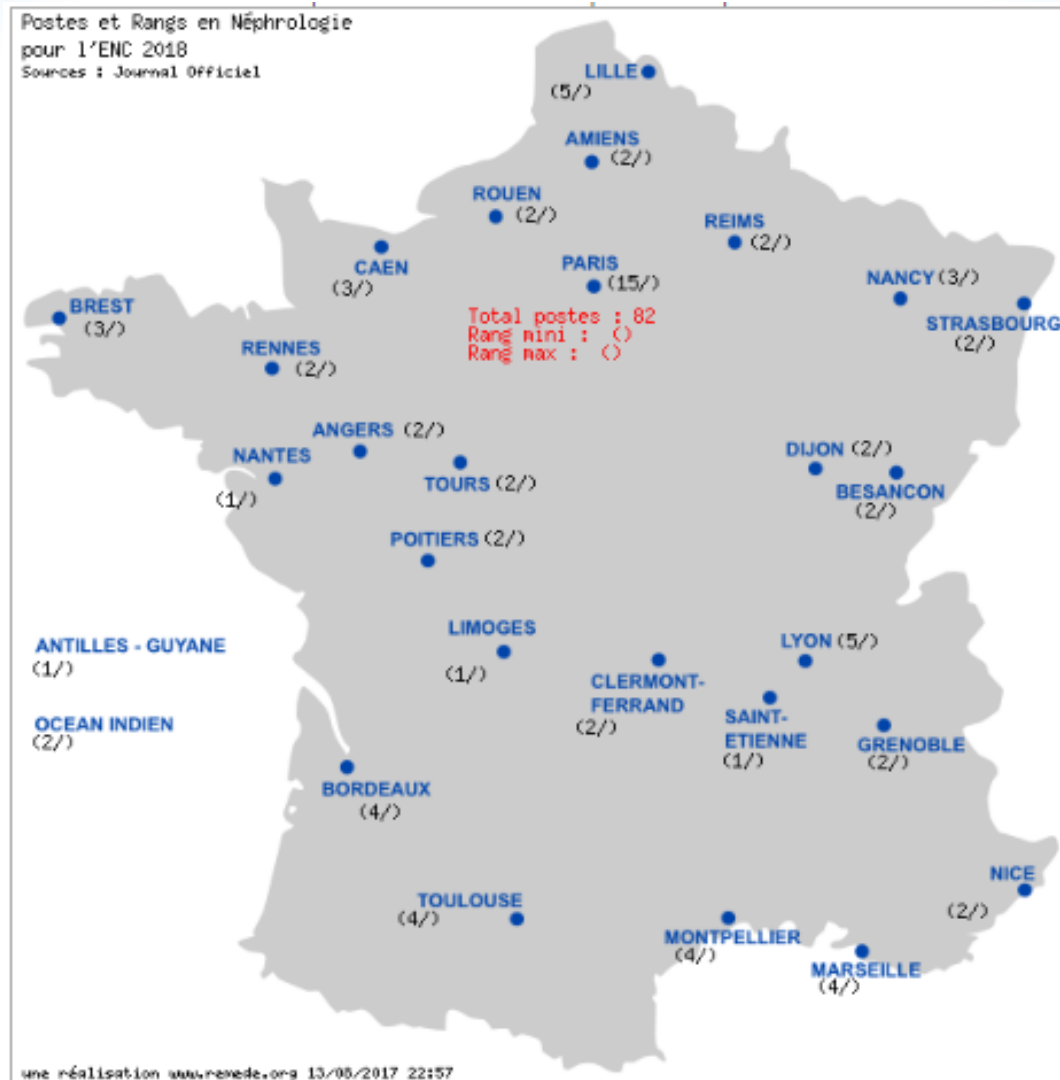 Postes et Rangs en Néphrologie
pour l'ENC 2018
Sources : Journal Officiel
LILLE
(5/)
AMIENS
(2/)
ROUEN
(2/)
REIMS
(2/)
CAEN
(3/)
PARIS
(15/)
NANCY (3/)
STRASBOURG
(2/)
BREST
(3/)
Total postes : 82
Rang mini : ()
Rang max : ()
RENNES
(2/)
ANGERS (2/)
NANTES
(1/)
TOURS (2/)
DIJON (2/)
BESANCON
(2/)
POITIERS (2/)
LIMOGES
(1/)
ANTILLES - GUYANE
(1/)
LYON (5/)
CLERMONT-
FERRAND
(2/)
SAINT-
ETIENNE
(1/)
GRENOBLE
(2/)
OCEAN INDIEN
(2/)
BORDEAUX
(4/)
NICE
(2/)
TOULOUSE
(4/)
MONTPELLIER
(4/)
MARSEILLE
(4/)
une réalisation www.remede.org 13/08/2017 22:57